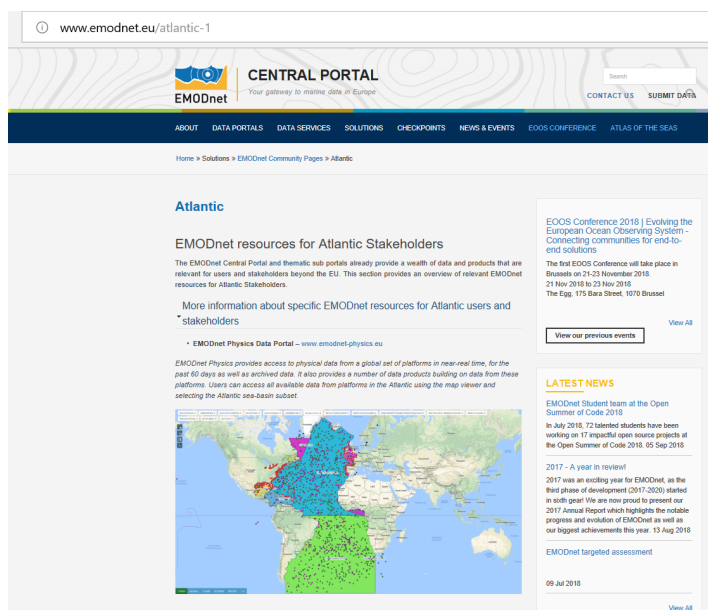 www.emodnet.eu/atlantic-1
EMODnet
CENTRAL PORTAL
Your gateway to marine data in Europe
Search
CONTACT US SUBMIT DATA
ABOUT DATA PORTALS DATA SERVICES SOLUTIONS CHECKPOINTS NEWS & EVENTS EOOS CONFERENCE ATLAS OF THE SEAS
Home » Solutions » EMODnet Community Pages » Atlantic
Atlantic
EMODnet resources for Atlantic Stakeholders
The EMODnet Central Portal and thematic sub portals already provide a wealth of data and products that are
relevant for users and stakeholders beyond the EU. This section provides an overview of relevant EMODnet
resources for Atlantic Stakeholders.
More information about specific EMODnet resources for Atlantic users and
stakeholders
• EMODnet Physics Data Portal – www.emodnet-physics.eu
EMODnet Physics provides access to physical data from a global set of platforms in near-real time, for the
past 60 days as well as archived data. It also provides a number of data products building on data from these
platforms. Users can access all available data from platforms in the Atlantic using the map viewer and
selecting the Atlantic sea-basin subset.
EOOS Conference 2018 | Evolving the
European Ocean Observing System -
Connecting communities for end-to-
end solutions
The first EOOS Conference will take place in
Brussels on 21-23 November 2018.
21 Nov 2018 to 23 Nov 2018
The Egg, 175 Bara Street, 1070 Brussel
View All
View our previous events
LATEST NEWS
EMODnet Student team at the Open
Summer of Code 2018
In July 2018, 72 talented students have been
working on 17 impactful open source projects at
the Open Summer of Code 2018. 05 Sep 2018
2017 - A year in review!
2017 was an exciting year for EMODnet, as the
third phase of development (2017-2020) started
in sixth gear! We are now proud to present our
2017 Annual Report which highlights the notable
progress and evolution of EMODnet as well as
our biggest achievements this year. 13 Aug 2018
EMODnet targeted assessment
09 Jul 2018
View All